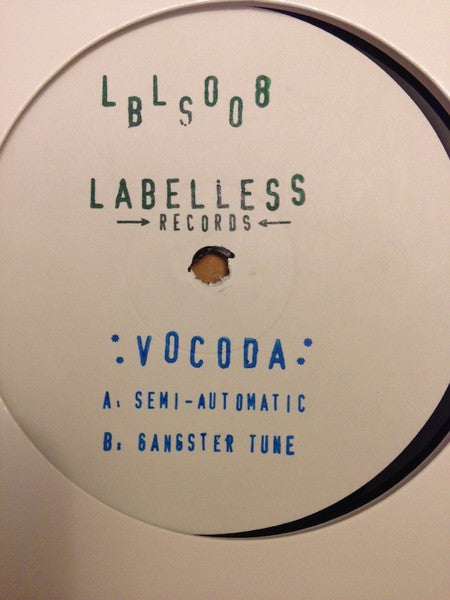 LBLS008
LABELLESS
→ RECORDS ←
VOCODA
A: SEMI-AUTOMATIC
B: GANGSTER TUNE